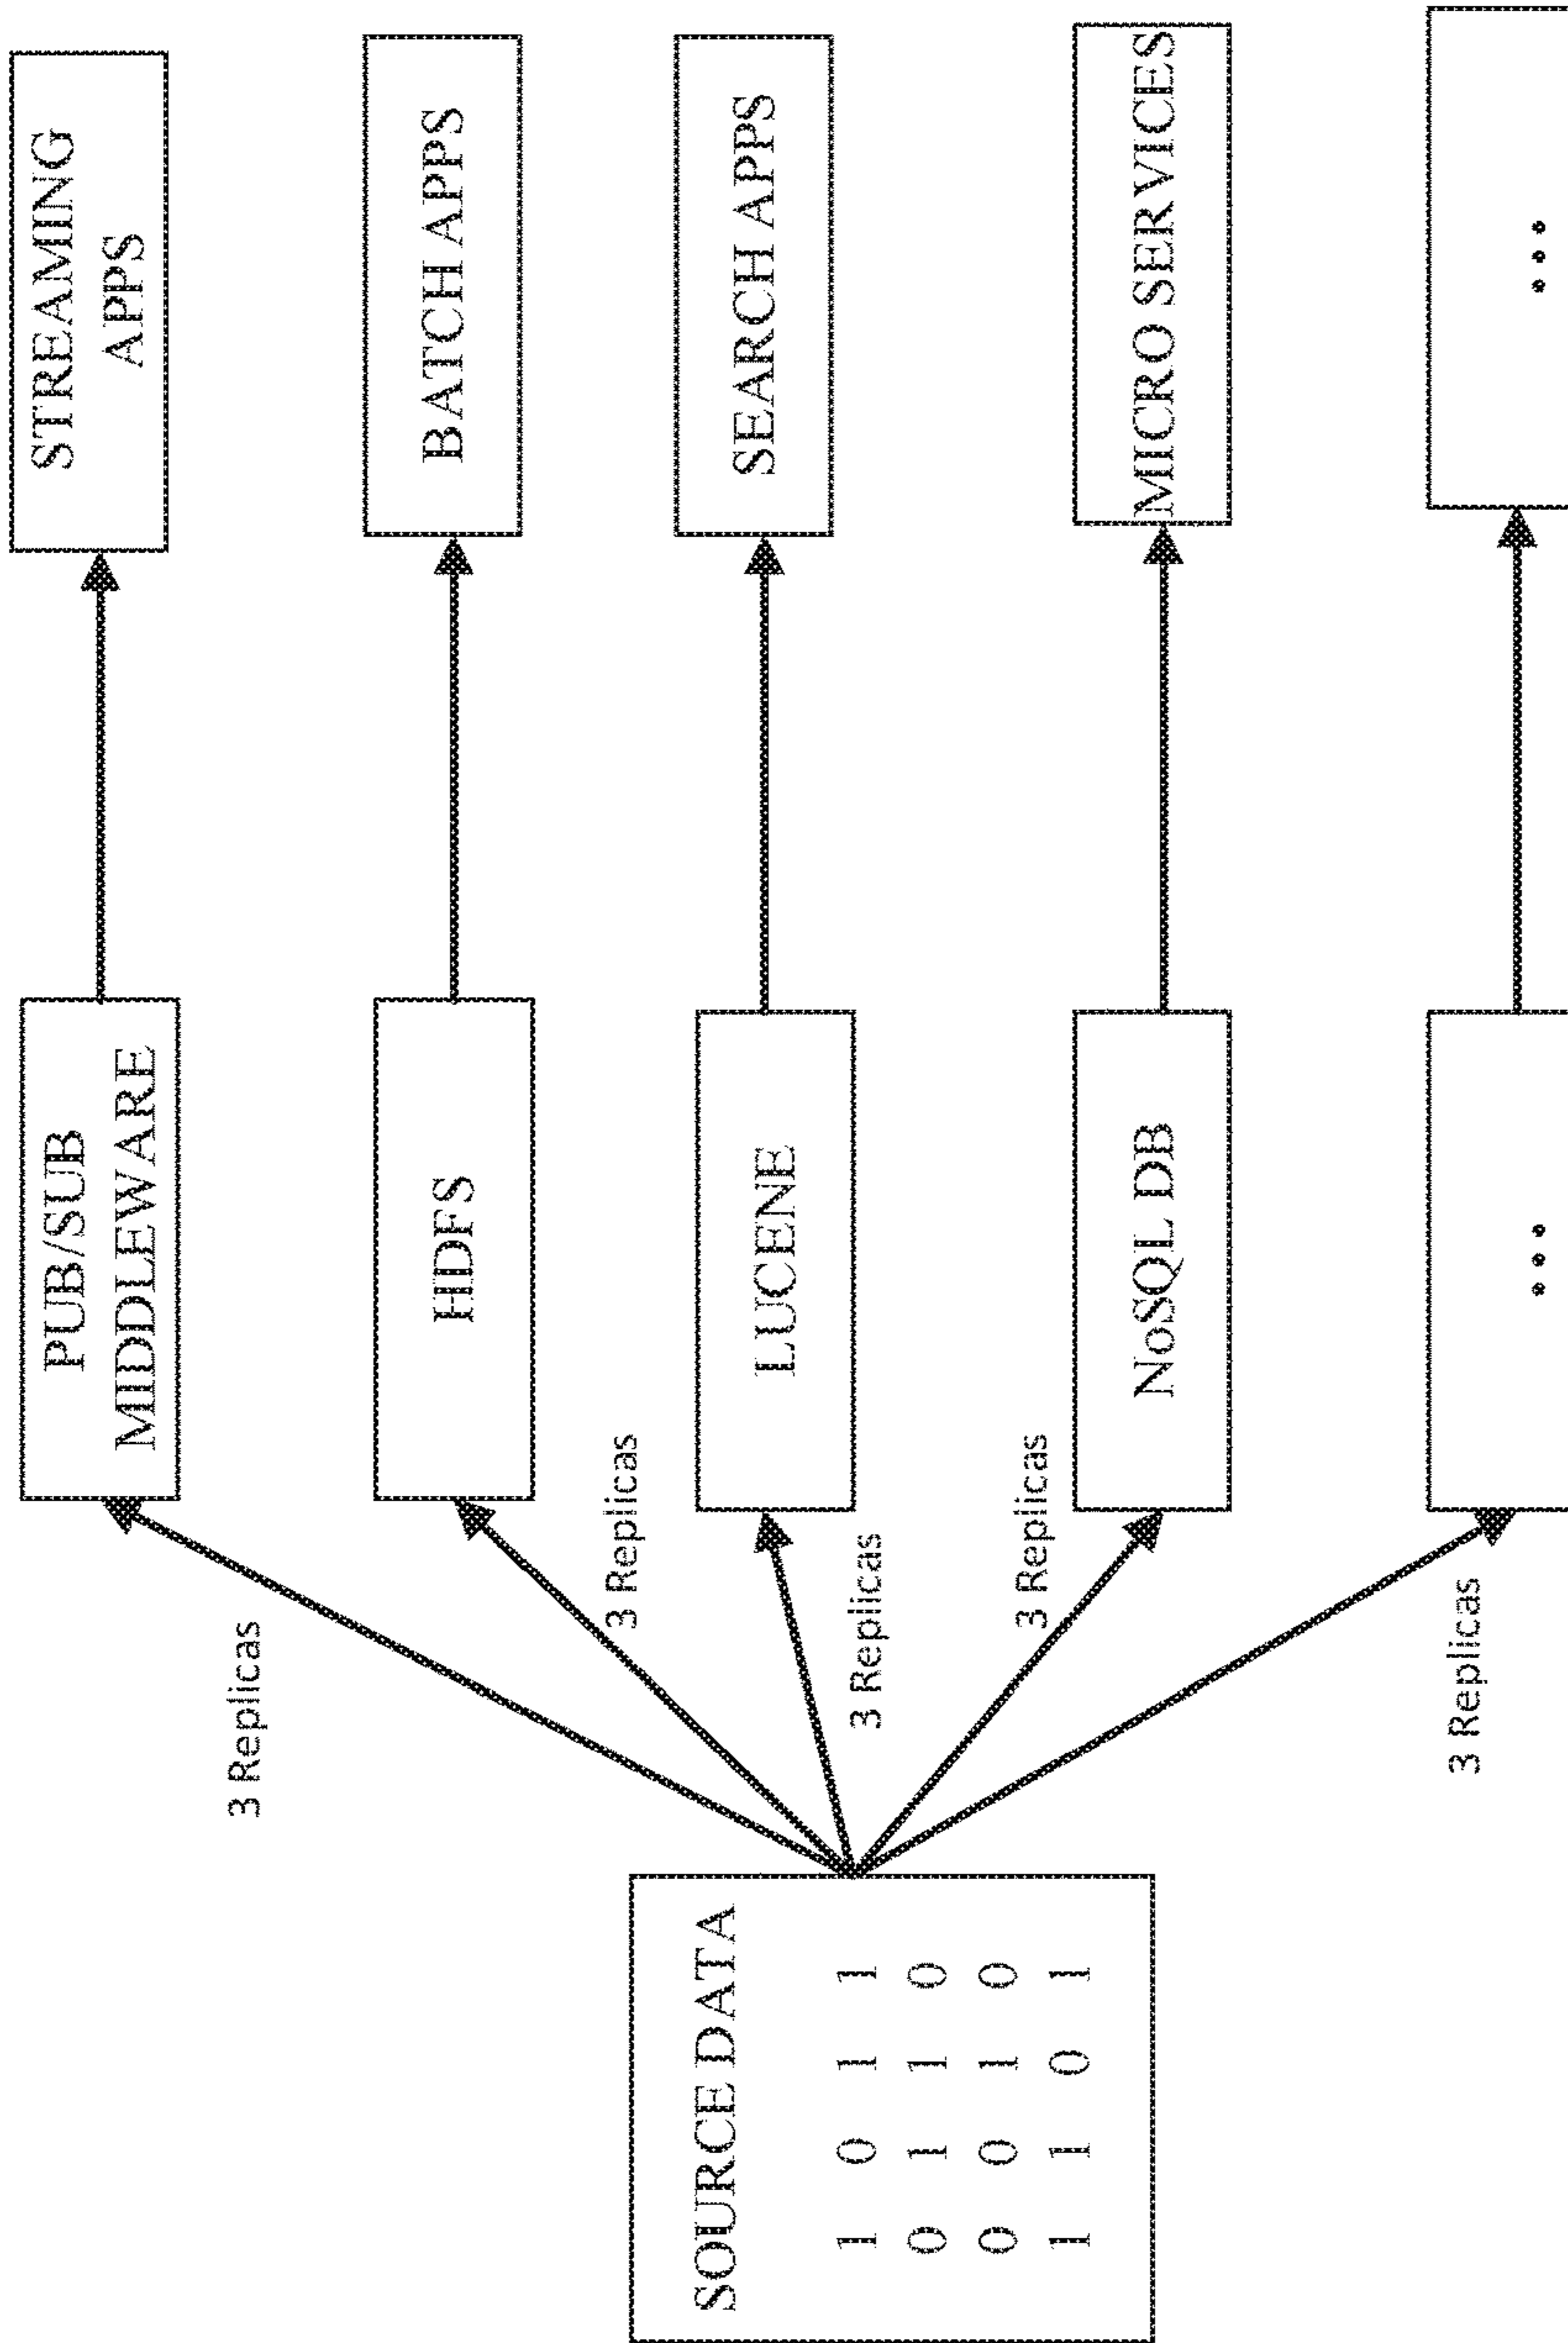 SOURCE DATA
1 0 1 1
0 1 1 0
0 0 1 0
1 1 0 1
3 Replicas
PUB/SUB
MIDDLEWARE
STREAMING
APPS
3 Replicas
HDFS
BATCH APPS
3 Replicas
LUCENE
SEARCH APPS
3 Replicas
NoSQL DB
MICRO SERVICES
3 Replicas
...
...